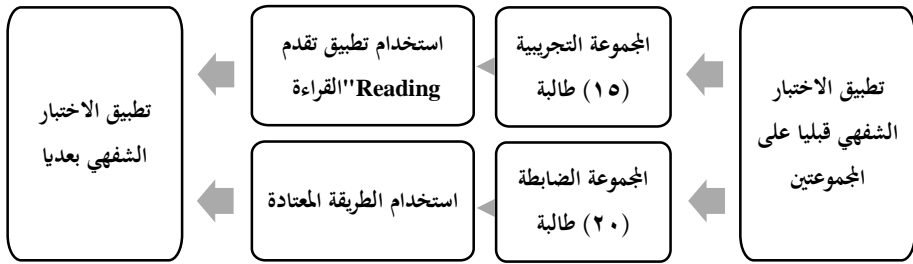 تطبيق الاختبار
الشفهي قبليا على
المجموعتين
المجموعة التجريبية
(١٥) طالبة
استخدام تطبيق تقدم
القراءة"Reading
المجموعة الضابطة
(٢٠) طالبة
استخدام الطريقة المعتادة
تطبيق الاختبار
الشفهي بعديا